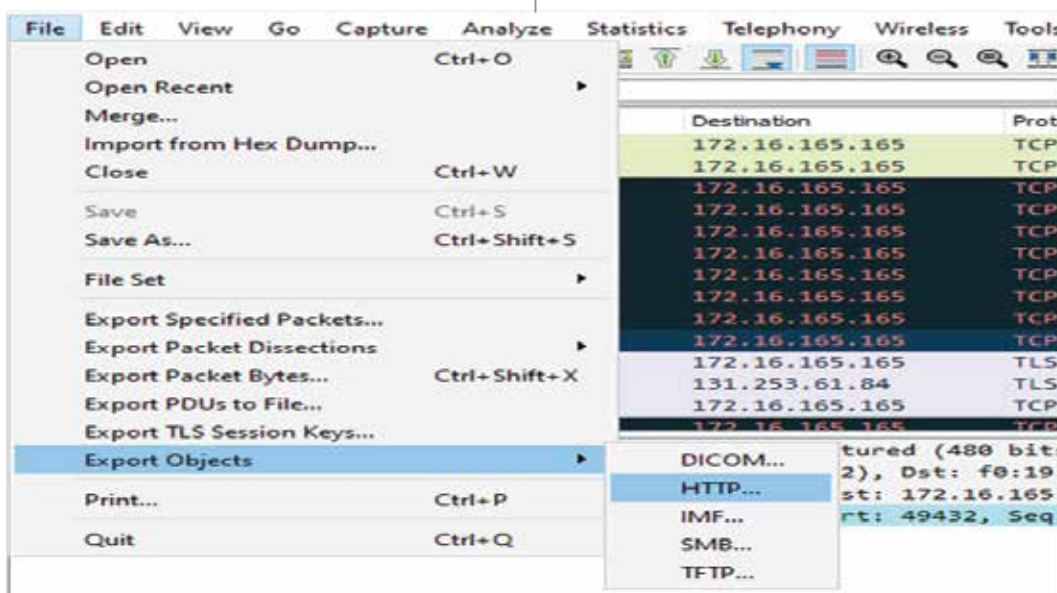 File Edit View Go Capture Analyze Statistics Telephony Wireless Tools
Open Ctrl+O
Open Recent
Merge...
Import from Hex Dump...
Close Ctrl+W
Save Ctrl+S
Save As... Ctrl+Shift+S
File Set
Export Specified Packets...
Export Packet Dissections
Export Packet Bytes... Ctrl+Shift+X
Export PDUs to File...
Export TLS Session Keys...
Export Objects
Print... Ctrl+P
Quit Ctrl+Q
DICOM...
HTTP...
IMF...
SMB...
TFTP...
Destination Prot
172.16.165.165 TCP
172.16.165.165 TCP
172.16.165.165 TCP
172.16.165.165 TCP
172.16.165.165 TCP
172.16.165.165 TCP
172.16.165.165 TCP
172.16.165.165 TCP
172.16.165.165 TCP
172.16.165.165 TCP
172.16.165.165 TLS
131.253.61.84 TLS
172.16.165.165 TCP
172.16.165.165 TCP
tured (480 bit
2), Dst: f0:19
st: 172.16.165
rt: 49432, Seq